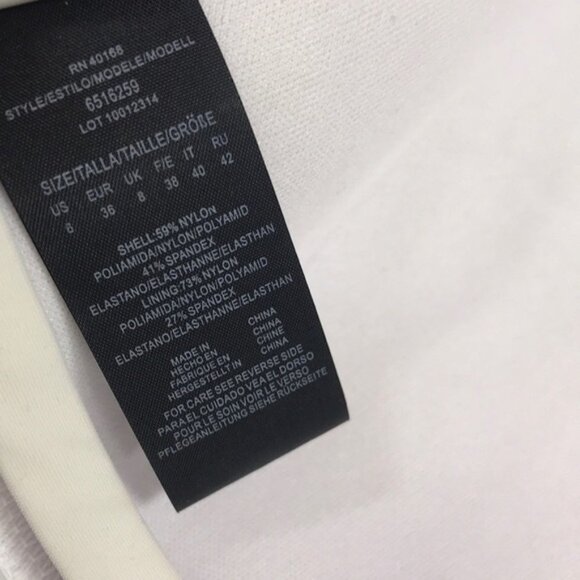 RN 40168
STYLE/ESTILO/MODELE/MODELL
6516259
LOT 10012314
SIZE/TALLA/TAILLE/GRÖßE
US EUR UK F/E IT RU
6 36 8 38 40 42
SHELL:59% NYLON
POLIAMIDA/NYLON/POLYAMID
41% SPANDEX
ELASTANO/ELASTHANNE/ELASTHAN
LINING:73% NYLON
POLIAMIDA/NYLON/POLYAMID
27% SPANDEX
ELASTANO/ELASTHANNE/ELASTHAN
MADE IN CHINA
HECHO EN CHINA
FABRIQUE EN CHINE
HERGESTELLT IN CHINA
FOR CARE SEE REVERSE SIDE
PARA EL CUIDADO VEA EL DORSO
POUR LE SOIN VOIR LE VERSO
PFLEGEANLEITUNG SIEHE RÜCKSEITE